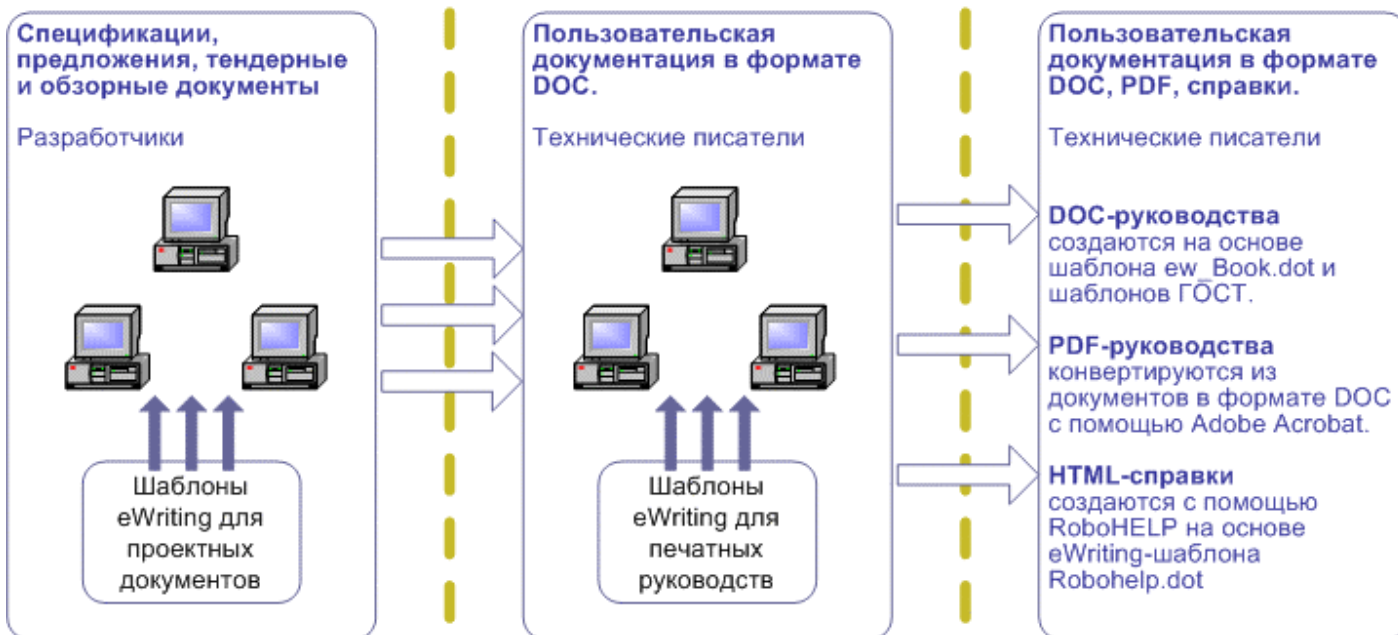 Спецификации,
предложения, тендерные
и обзорные документы
Разработчики
Шаблоны
eWriting для
проектных
документов
Пользовательская
документация в формате
DOC.
Технические писатели
Шаблоны
eWriting для
печатных
руководств
Пользовательская
документация в формате
DOC, PDF, справки.
Технические писатели
DOC-руководства
создаются на основе
шаблона ew_Book.dot и
шаблонов ГОСТ.
PDF-руководства
конвертируются из
документов в формате DOC
с помощью Adobe Acrobat.
HTML-справки
создаются с помощью
RoboHELP на основе
eWriting-шаблона
Robohelp.dot